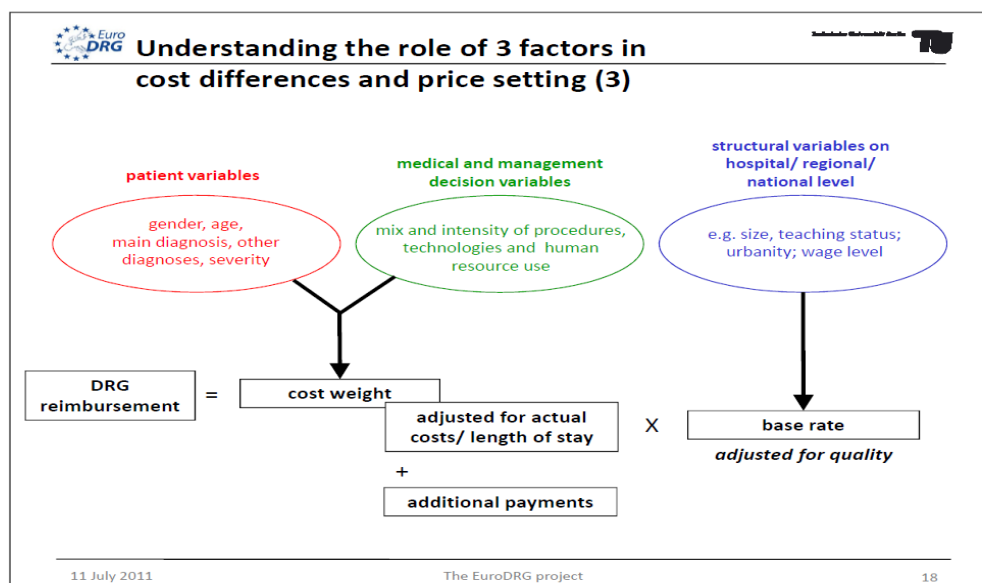 Euro
DRG
Understanding the role of 3 factors in
cost differences and price setting (3)
patient variables
gender, age,
main diagnosis, other
diagnoses, severity
medical and management
decision variables
mix and intensity of procedures,
technologies and human
resource use
structural variables on
hospital/ regional/
national level
e.g. size, teaching status;
urbanity; wage level
DRG
reimbursement
=
cost weight
adjusted for actual
costs/ length of stay
+
additional payments
X
base rate
adjusted for quality
11 July 2011
The EuroDRG project
18